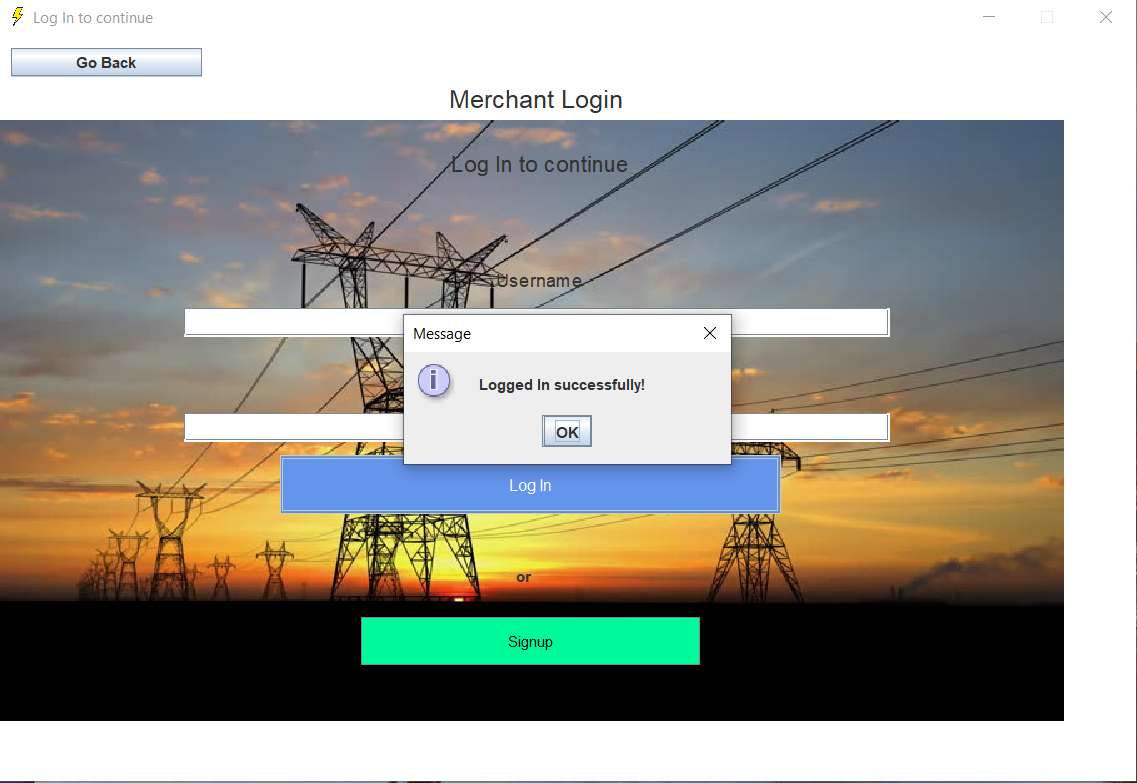 Log In to continue
Go Back
Merchant Login
Log In to continue
Username
Message
i
Logged In successfully!
OK
Log In
or
Signup